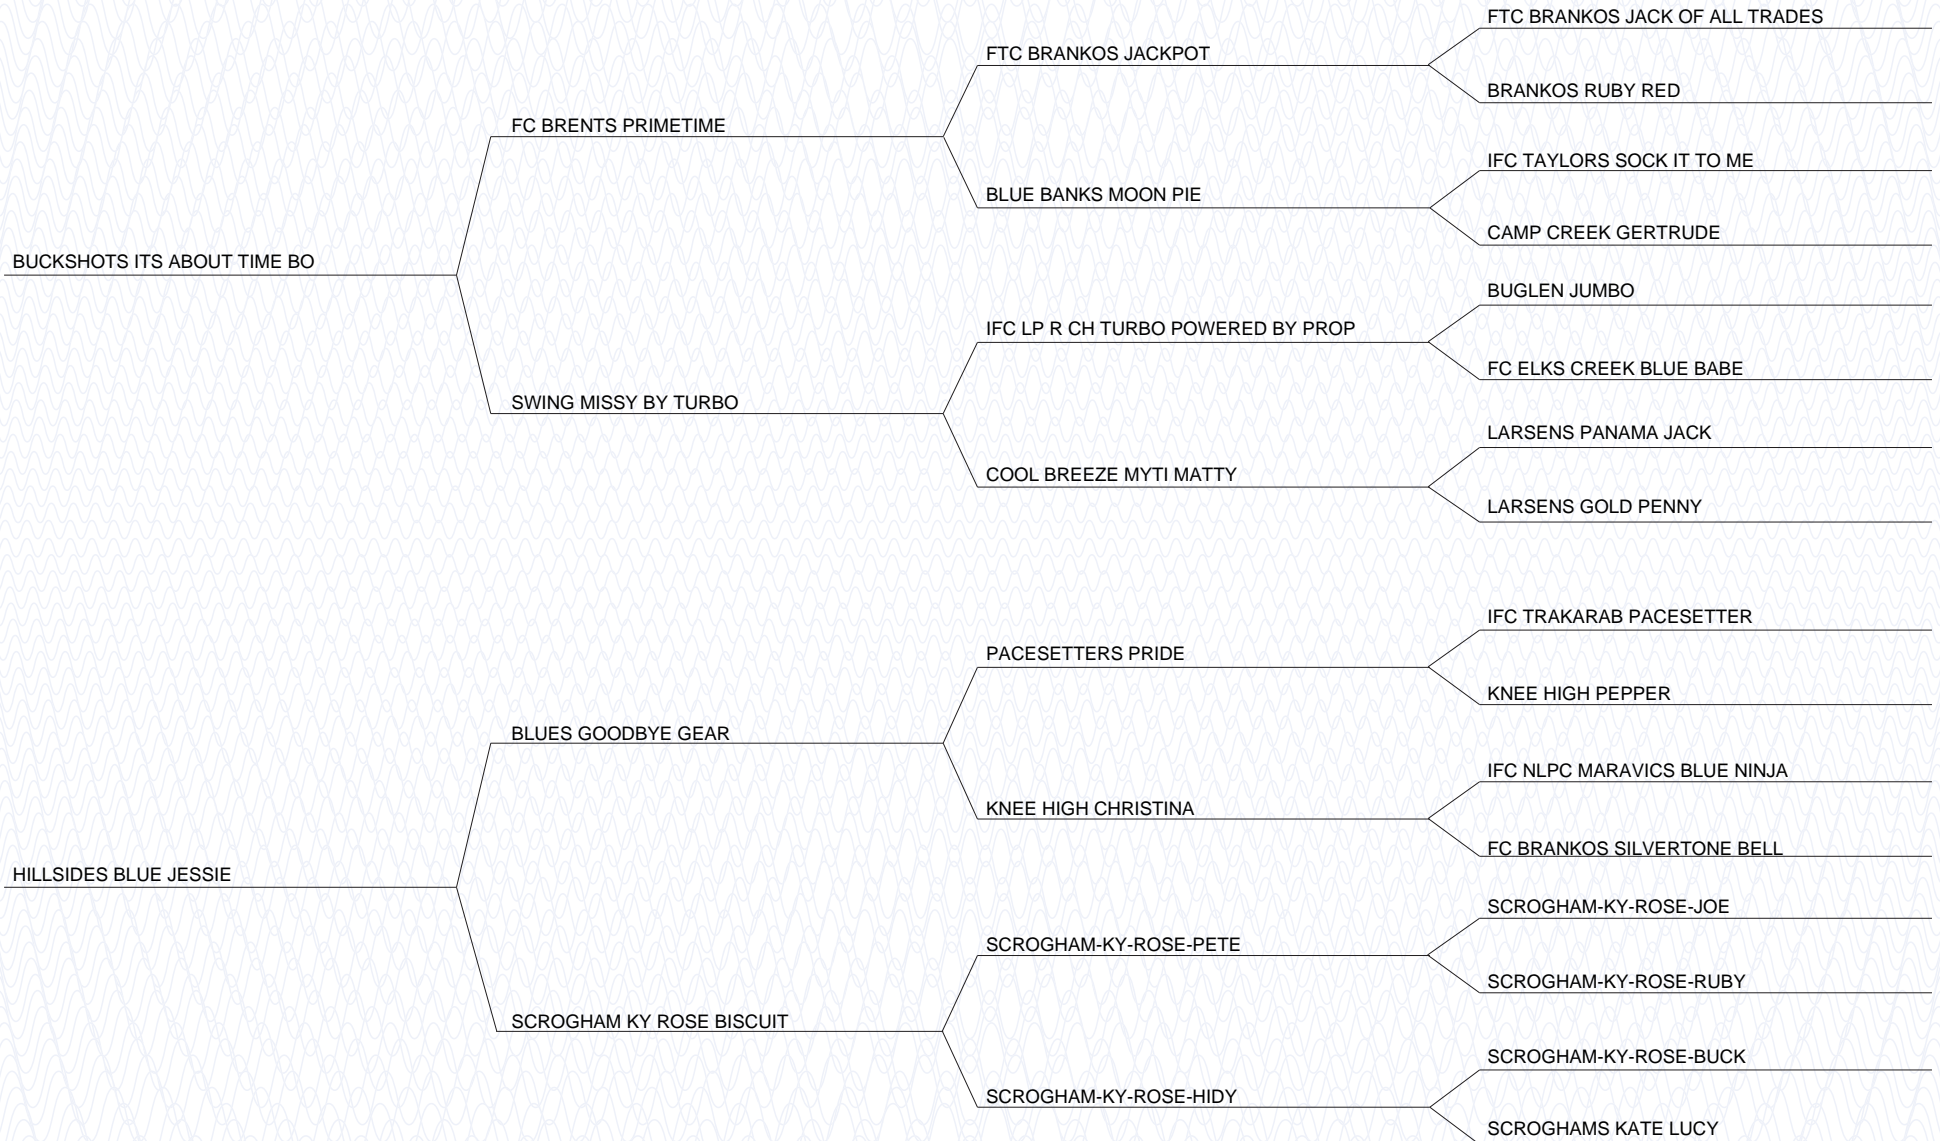 FTC BRANKOS JACK OF ALL TRADES
FTC BRANKOS JACKPOT
BRANKOS RUBY RED
FC BRENTS PRIMETIME
IFC TAYLORS SOCK IT TO ME
BLUE BANKS MOON PIE
CAMP CREEK GERTRUDE
BUCKSHOTS ITS ABOUT TIME BO
BUGLEN JUMBO
IFC LP R CH TURBO POWERED BY PROP
FC ELKS CREEK BLUE BABE
SWING MISSY BY TURBO
LARSENS PANAMA JACK
COOL BREEZE MYTI MATTY
LARSENS GOLD PENNY
IFC TRAKARAB PACESETTER
PACESETTERS PRIDE
KNEE HIGH PEPPER
BLUES GOODBYE GEAR
IFC NLPC MARAVICS BLUE NINJA
KNEE HIGH CHRISTINA
FC BRANKOS SILVERTONE BELL
HILLSIDES BLUE JESSIE
SCROGHAM-KY-ROSE-JOE
SCROGHAM-KY-ROSE-PETE
SCROGHAM-KY-ROSE-RUBY
SCROGHAM KY ROSE BISCUIT
SCROGHAM-KY-ROSE-BUCK
SCROGHAM-KY-ROSE-HIDY
SCROGHAMS KATE LUCY